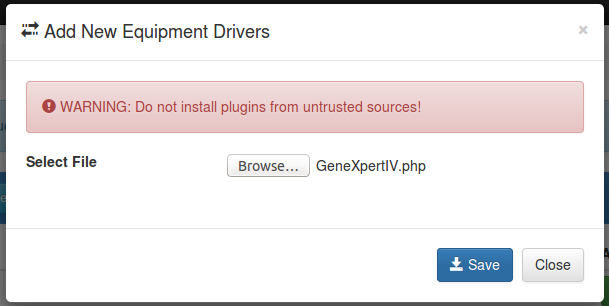 Add New Equipment Drivers ×
WARNING: Do not install plugins from untrusted sources!
Select File Browse... GeneXpertIV.php
Save Close